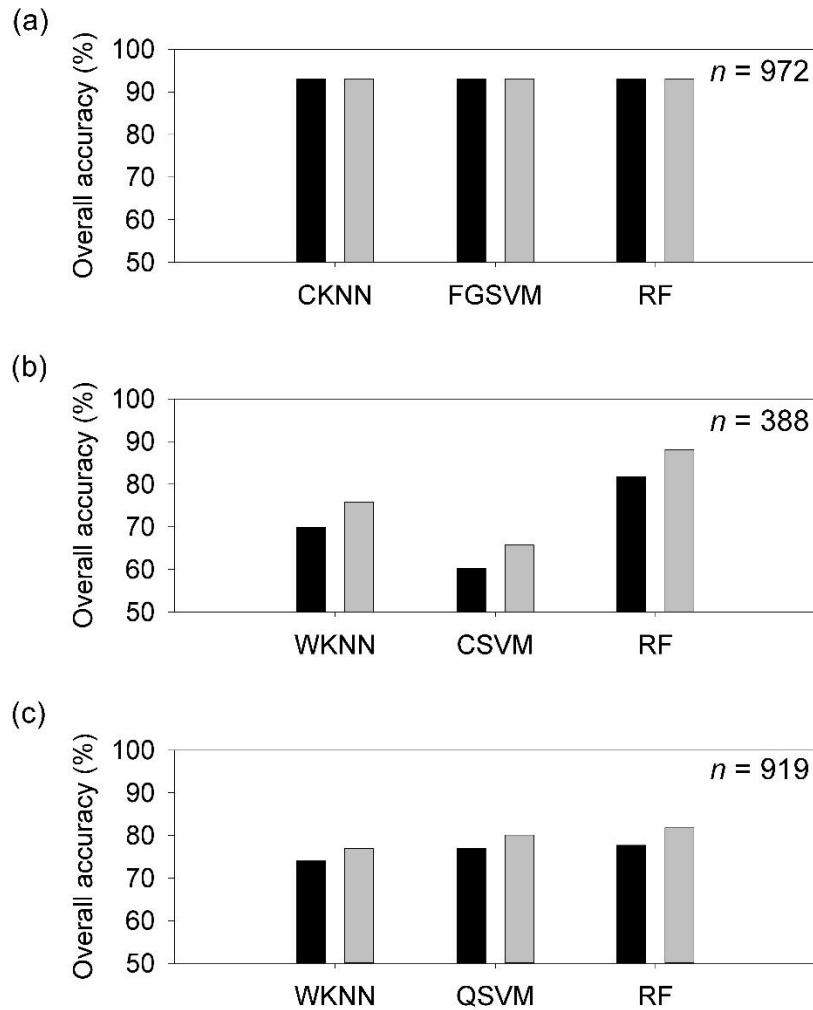 (a)
Overall accuracy (%)
100
90
80
70
60
50
n = 972
CKNN FGSVM RF
(b)
Overall accuracy (%)
100
90
80
70
60
50
n = 388
WKNN CSVM RF
(c)
Overall accuracy (%)
100
90
80
70
60
50
n = 919
WKNN QSVM RF